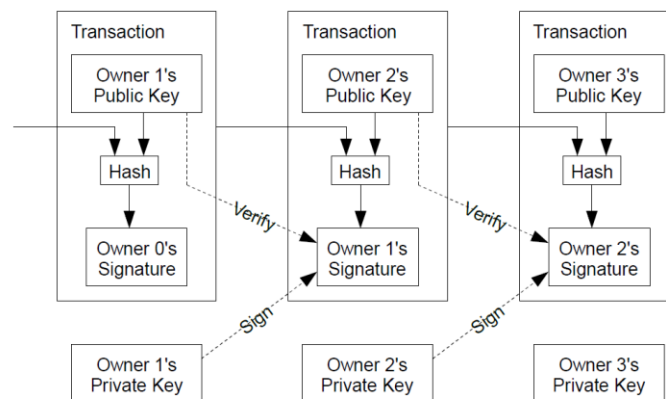 Transaction
Owner 1's
Public Key
Hash
Owner 0's
Signature
Transaction
Owner 2's
Public Key
Hash
Verify
Owner 1's
Signature
Transaction
Owner 3's
Public Key
Hash
Verify
Owner 2's
Signature
Sign
Sign
Owner 1's
Private Key
Owner 2's
Private Key
Owner 3's
Private Key